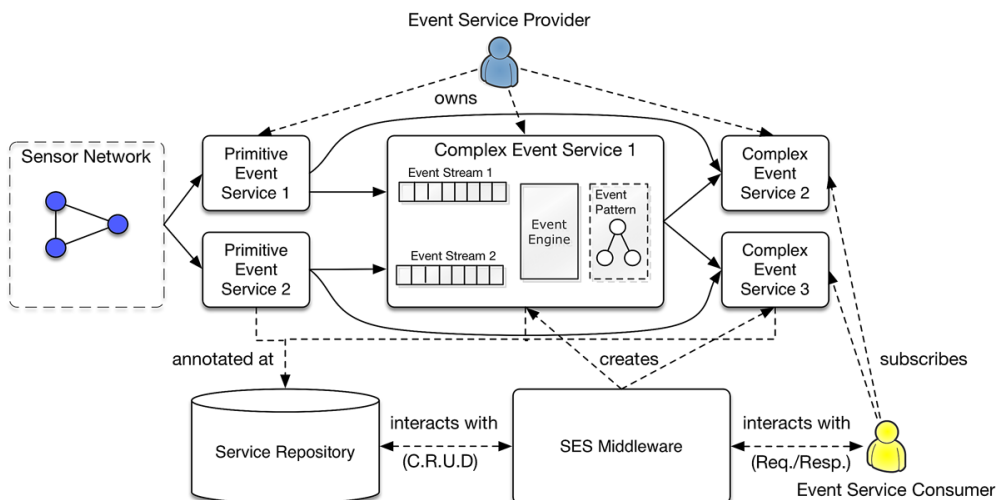 Event Service Provider
owns
Sensor Network
Primitive
Event
Service 1
Complex Event Service 1
Event Stream 1
Event
Engine
Event
Pattern
Event Stream 2
Complex
Event
Service 2
Primitive
Event
Service 2
Complex
Event
Service 3
annotated at
creates
subscribes
Service Repository
interacts with
(C.R.U.D)
SES Middleware
interacts with
(Req./Resp.)
Event Service Consumer